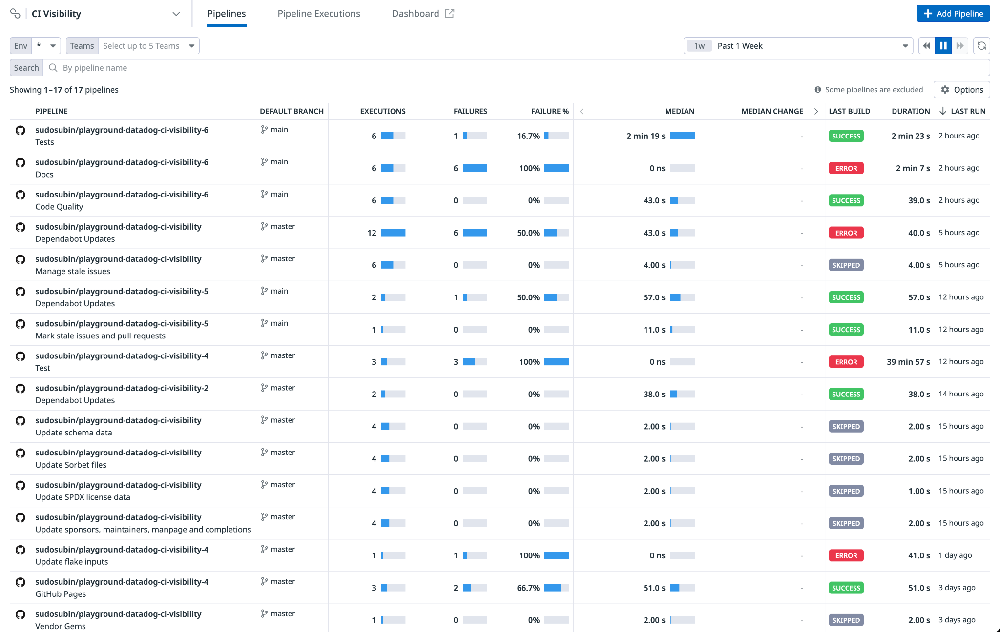 CI Visibility Pipelines Pipeline Executions Dashboard + Add Pipeline
Env * Teams Select up to 5 Teams 1w Past 1 Week
Search By pipeline name
Showing 1–17 of 17 pipelines Some pipelines are excluded Options
PIPELINE DEFAULT BRANCH EXECUTIONS FAILURES FAILURE % MEDIAN MEDIAN CHANGE LAST BUILD DURATION LAST RUN
sudosubin/playground-datadog-ci-visibility-6 main
Tests 6 1 16.7% 2 min 19 s - SUCCESS 2 min 23 s 2 hours ago
sudosubin/playground-datadog-ci-visibility-6 main
Docs 6 6 100% 0 ns - ERROR 2 min 7 s 2 hours ago
sudosubin/playground-datadog-ci-visibility-6 main
Code Quality 6 0 0% 43.0 s - SUCCESS 39.0 s 2 hours ago
sudosubin/playground-datadog-ci-visibility master
Dependabot Updates 12 6 50.0% 43.0 s - ERROR 40.0 s 5 hours ago
sudosubin/playground-datadog-ci-visibility master
Manage stale issues 6 0 0% 4.00 s - SKIPPED 4.00 s 5 hours ago
sudosubin/playground-datadog-ci-visibility-5 main
Dependabot Updates 2 1 50.0% 57.0 s - SUCCESS 57.0 s 12 hours ago
sudosubin/playground-datadog-ci-visibility-5 main
Mark stale issues and pull requests 1 0 0% 11.0 s - SUCCESS 11.0 s 12 hours ago
sudosubin/playground-datadog-ci-visibility-4 master
Test 3 3 100% 0 ns - ERROR 39 min 57 s 12 hours ago
sudosubin/playground-datadog-ci-visibility-2 master
Dependabot Updates 2 0 0% 38.0 s - SUCCESS 38.0 s 14 hours ago
sudosubin/playground-datadog-ci-visibility master
Update schema data 4 0 0% 2.00 s - SKIPPED 2.00 s 15 hours ago
sudosubin/playground-datadog-ci-visibility master
Update Sorbet files 4 0 0% 2.00 s - SKIPPED 2.00 s 15 hours ago
sudosubin/playground-datadog-ci-visibility master
Update SPDX license data 4 0 0% 2.00 s - SKIPPED 1.00 s 15 hours ago
sudosubin/playground-datadog-ci-visibility master
Update sponsors, maintainers, manpage and completions 4 0 0% 2.00 s - SKIPPED 2.00 s 15 hours ago
sudosubin/playground-datadog-ci-visibility-4 master
Update flake inputs 1 1 100% 0 ns - ERROR 41.0 s 1 day ago
sudosubin/playground-datadog-ci-visibility-4 master
GitHub Pages 3 2 66.7% 51.0 s - SUCCESS 51.0 s 3 days ago
sudosubin/playground-datadog-ci-visibility master
Vendor Gems 1 0 0% 2.00 s - SKIPPED 2.00 s 3 days ago